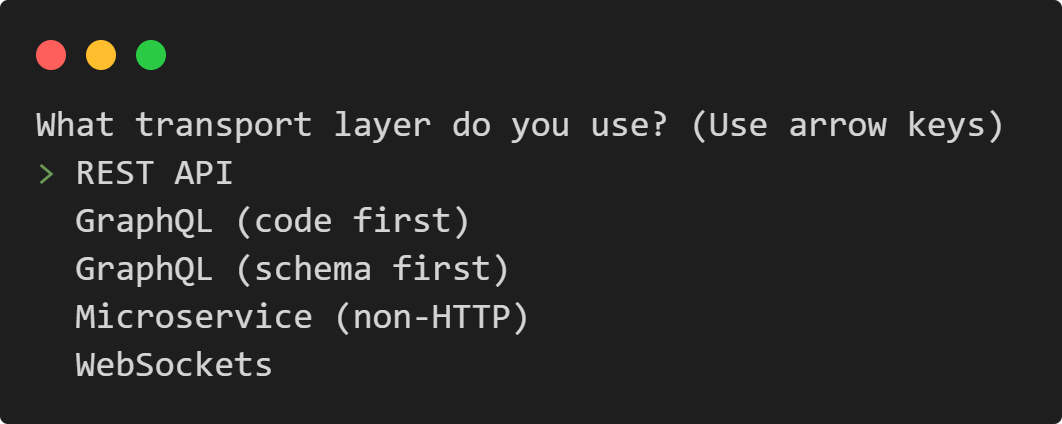 What transport layer do you use? (Use arrow keys)
> REST API
GraphQL (code first)
GraphQL (schema first)
Microservice (non-HTTP)
WebSockets